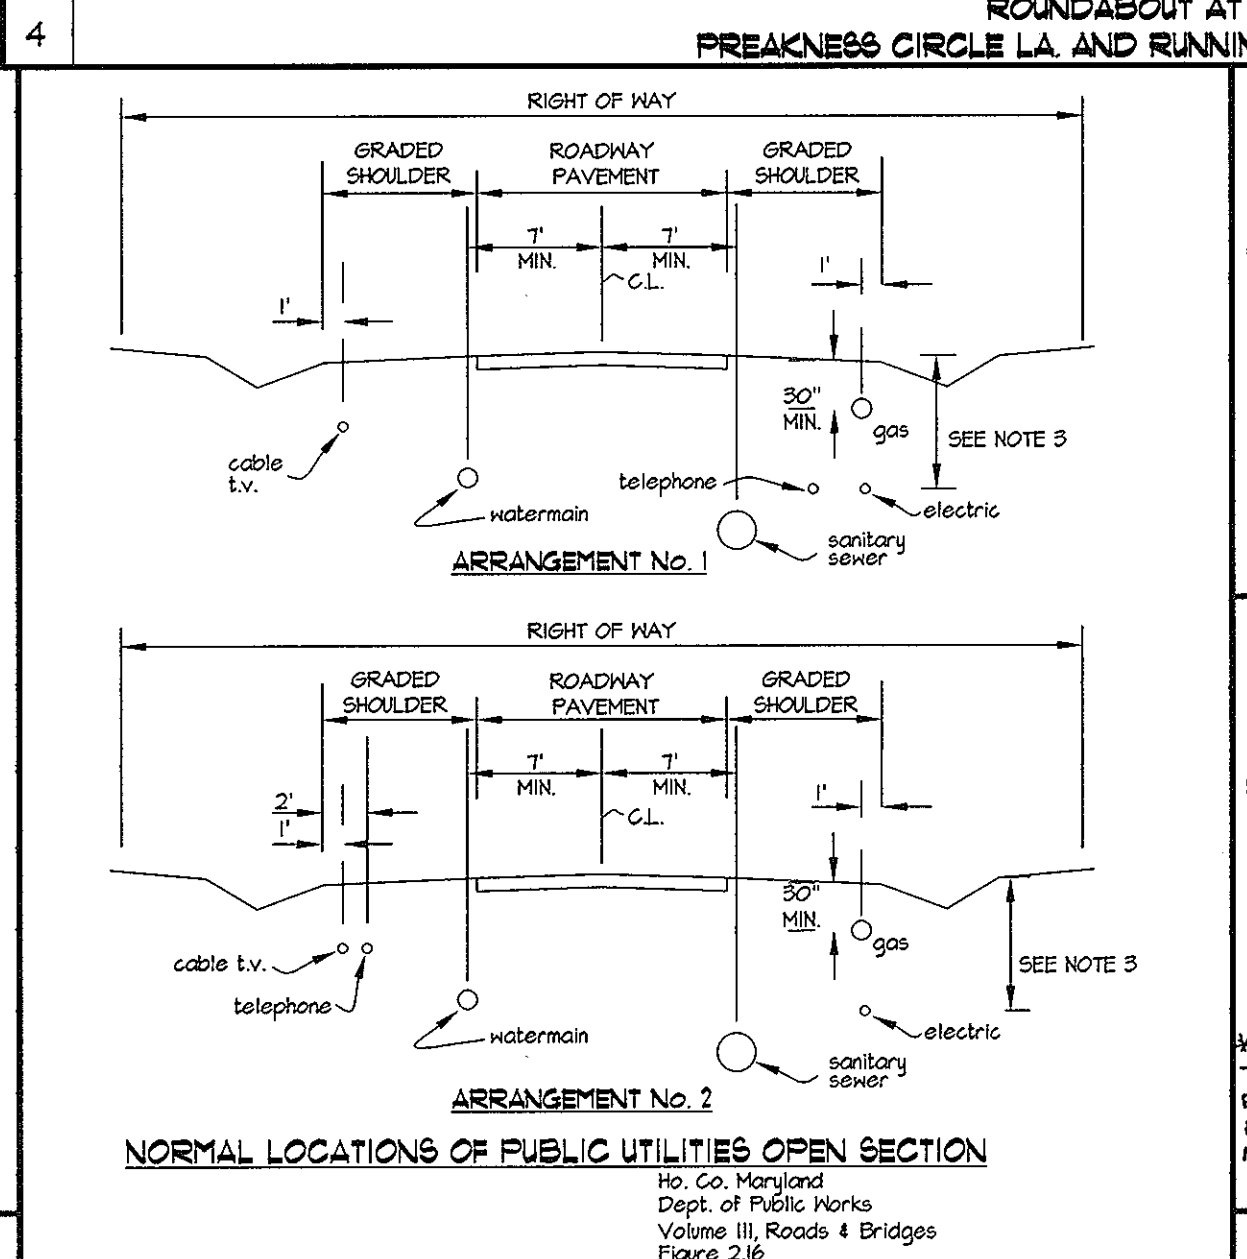 4
ROUNDABOUT AT
PREAKNESS CIRCLE LA. AND
RIGHT OF WAY
GRADED
SHOULDER
ROADWAY
PAVEMENT
GRADED
SHOULDER
7'
MIN.
7'
MIN.
C.L.
1'
1'
30"
MIN.
gas
SEE NOTE 3
cable
t.v.
telephone
electric
watermain
sanitary
sewer
ARRANGEMENT No. 1
RIGHT OF WAY
GRADED
SHOULDER
ROADWAY
PAVEMENT
GRADED
SHOULDER
7'
MIN.
7'
MIN.
C.L.
2'
1'
1'
30"
MIN.
gas
SEE NOTE 3
cable t.v.
telephone
electric
watermain
sanitary
sewer
ARRANGEMENT No. 2
NORMAL LOCATIONS OF PUBLIC UTILITIES OPEN SECTION
Ho. Co. Maryland
Dept. of Public Works
Volume III, Roads & Bridges
Figure 2.16